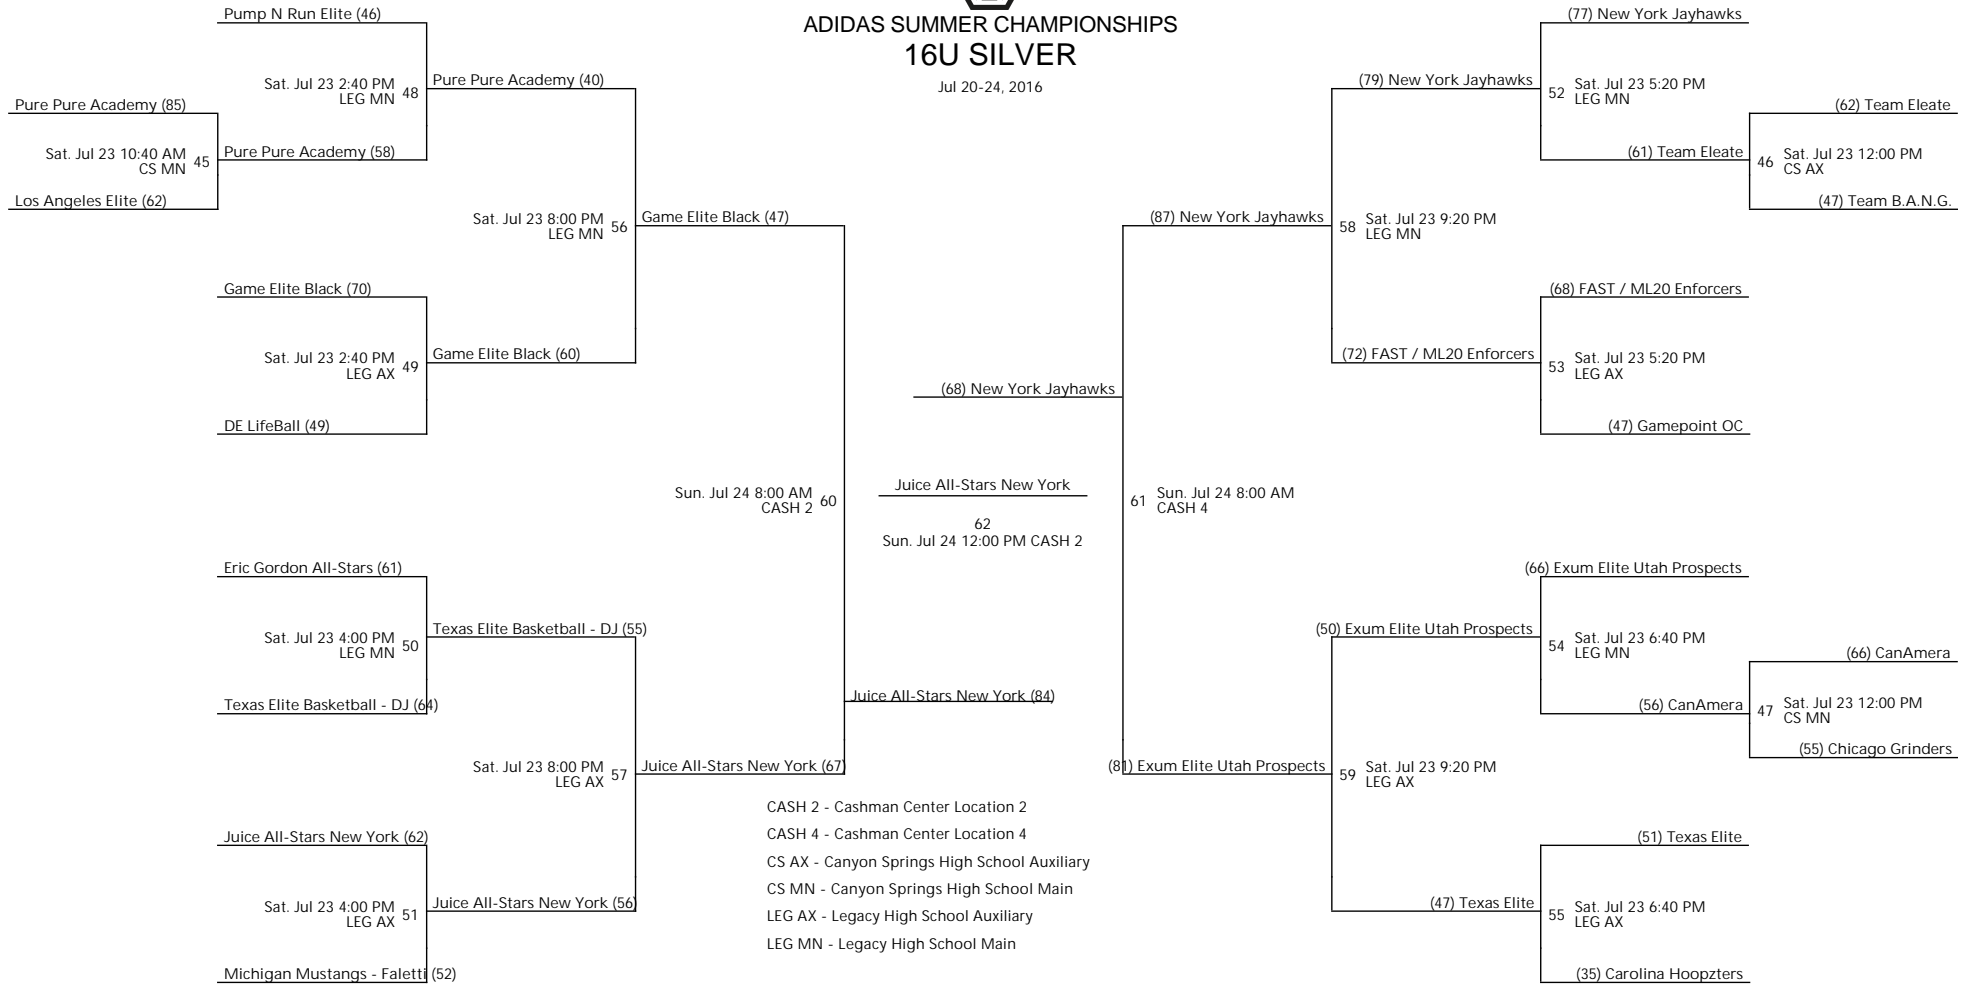 ADIDAS SUMMER CHAMPIONSHIPS
16U SILVER
Jul 20-24, 2016
Pure Pure Academy (85)
Sat. Jul 23 10:40 AM
CS MN
45
Los Angeles Elite (62)
Pump N Run Elite (46)
Sat. Jul 23 2:40 PM
LEG MN
48
Pure Pure Academy (58)
Game Elite Black (70)
Sat. Jul 23 2:40 PM
LEG AX
49
DE LifeBall (49)
Eric Gordon All-Stars (61)
Sat. Jul 23 4:00 PM
LEG MN
50
Texas Elite Basketball - DJ (64)
Juice All-Stars New York (62)
Sat. Jul 23 4:00 PM
LEG AX
51
Michigan Mustangs - Faletti (52)
Pure Pure Academy (40)
Sat. Jul 23 8:00 PM
LEG MN
56
Game Elite Black (60)
Texas Elite Basketball - DJ (55)
Sat. Jul 23 8:00 PM
LEG AX
57
Juice All-Stars New York (56)
Game Elite Black (47)
Sun. Jul 24 8:00 AM
CASH 2
60
Juice All-Stars New York (67)
(68) New York Jayhawks
Juice All-Stars New York
62
Sun. Jul 24 12:00 PM CASH 2
Juice All-Stars New York (84)
(87) New York Jayhawks
61
Sun. Jul 24 8:00 AM
CASH 4
(81) Exum Elite Utah Prospects
(79) New York Jayhawks
58
Sat. Jul 23 9:20 PM
LEG MN
(72) FAST / ML20 Enforcers
(50) Exum Elite Utah Prospects
59
Sat. Jul 23 9:20 PM
LEG AX
(47) Texas Elite
(77) New York Jayhawks
52
Sat. Jul 23 5:20 PM
LEG MN
(61) Team Eleate
(68) FAST / ML20 Enforcers
53
Sat. Jul 23 5:20 PM
LEG AX
(47) Gamepoint OC
(66) Exum Elite Utah Prospects
54
Sat. Jul 23 6:40 PM
LEG MN
(56) CanAmera
(51) Texas Elite
55
Sat. Jul 23 6:40 PM
LEG AX
(35) Carolina Hoopzters
(62) Team Eleate
46
Sat. Jul 23 12:00 PM
CS AX
(47) Team B.A.N.G.
(66) CanAmera
47
Sat. Jul 23 12:00 PM
CS MN
(55) Chicago Grinders
CASH 2 - Cashman Center Location 2
CASH 4 - Cashman Center Location 4
CS AX - Canyon Springs High School Auxiliary
CS MN - Canyon Springs High School Main
LEG AX - Legacy High School Auxiliary
LEG MN - Legacy High School Main